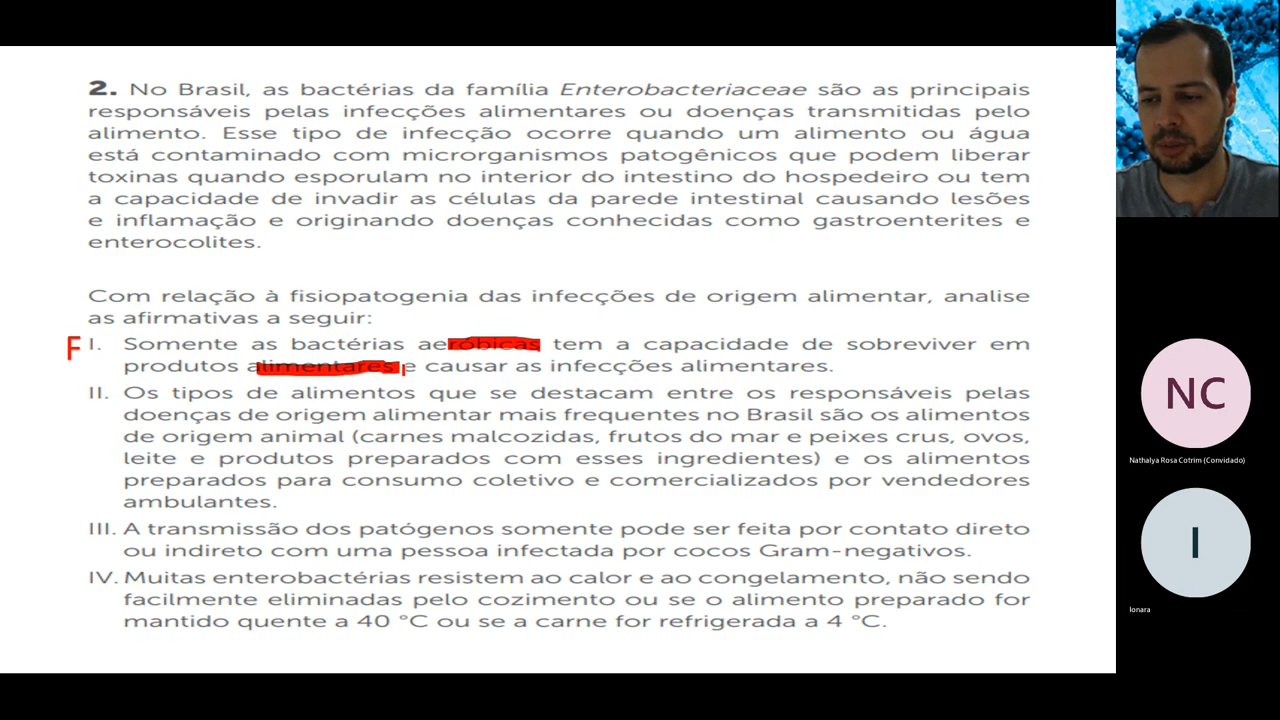 2. No Brasil, as bactérias da família Enterobacteriaceae são as principais
responsáveis pelas infecções alimentares ou doenças transmitidas pelo
alimento. Esse tipo de infecção ocorre quando um alimento ou água
está contaminado com microrganismos patogênicos que podem liberar
toxinas quando esporulam no interior do intestino do hospedeiro ou tem
a capacidade de invadir as células da parede intestinal causando lesões
e inflamação e originando doenças conhecidas como gastroenterites e
enterocolites.
Com relação à fisiopatogenia das infecções de origem alimentar, analise
as afirmativas a seguir:
F I. Somente as bactérias aeróbicas tem a capacidade de sobreviver em
produtos alimentares e causar as infecções alimentares.
II. Os tipos de alimentos que se destacam entre os responsáveis pelas
doenças de origem alimentar mais frequentes no Brasil são os alimentos
de origem animal (carnes malcozidas, frutos do mar e peixes crus, ovos,
leite e produtos preparados com esses ingredientes) e os alimentos
preparados para consumo coletivo e comercializados por vendedores
ambulantes.
III. A transmissão dos patógenos somente pode ser feita por contato direto
ou indireto com uma pessoa infectada por cocos Gram-negativos.
IV. Muitas enterobactérias resistem ao calor e ao congelamento, não sendo
facilmente eliminadas pelo cozimento ou se o alimento preparado for
mantido quente a 40 °C ou se a carne for refrigerada a 4 °C.
NC
Nathalya Rosa Cotrim (Convidado)
I
Ionara